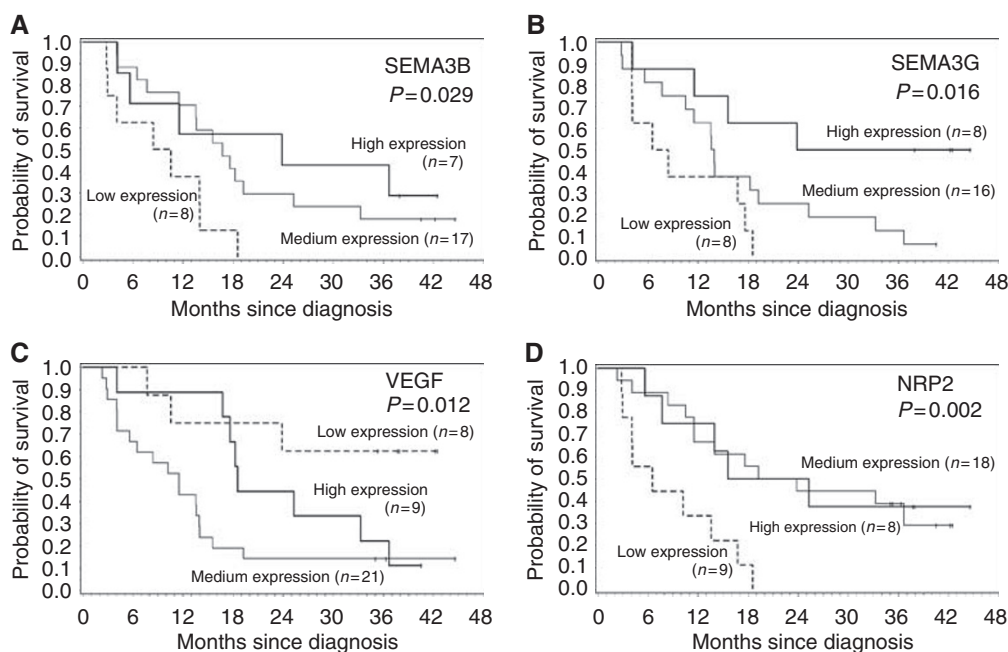 A
Probability of survival
1.0
0.9
0.8
0.7
0.6
0.5
0.4
0.3
0.2
0.1
0.0
SEMA3B
P=0.029
High expression
(n=7)
Low expression
(n=8)
Medium expression (n=17)
0 6 12 18 24 30 36 42 48
Months since diagnosis
B
Probability of survival
1.0
0.9
0.8
0.7
0.6
0.5
0.4
0.3
0.2
0.1
0.0
SEMA3G
P=0.016
High expression (n=8)
Medium expression (n=16)
Low expression
(n=8)
0 6 12 18 24 30 36 42 48
Months since diagnosis
C
Probability of survival
1.0
0.9
0.8
0.7
0.6
0.5
0.4
0.3
0.2
0.1
0.0
VEGF
P=0.012
Low expression (n=8)
High expression
(n=9)
Medium expression (n=21)
0 6 12 18 24 30 36 42 48
Months since diagnosis
D
Probability of survival
1.0
0.9
0.8
0.7
0.6
0.5
0.4
0.3
0.2
0.1
0.0
NRP2
P=0.002
Medium expression (n=18)
High expression (n=8)
Low expression
(n=9)
0 6 12 18 24 30 36 42 48
Months since diagnosis